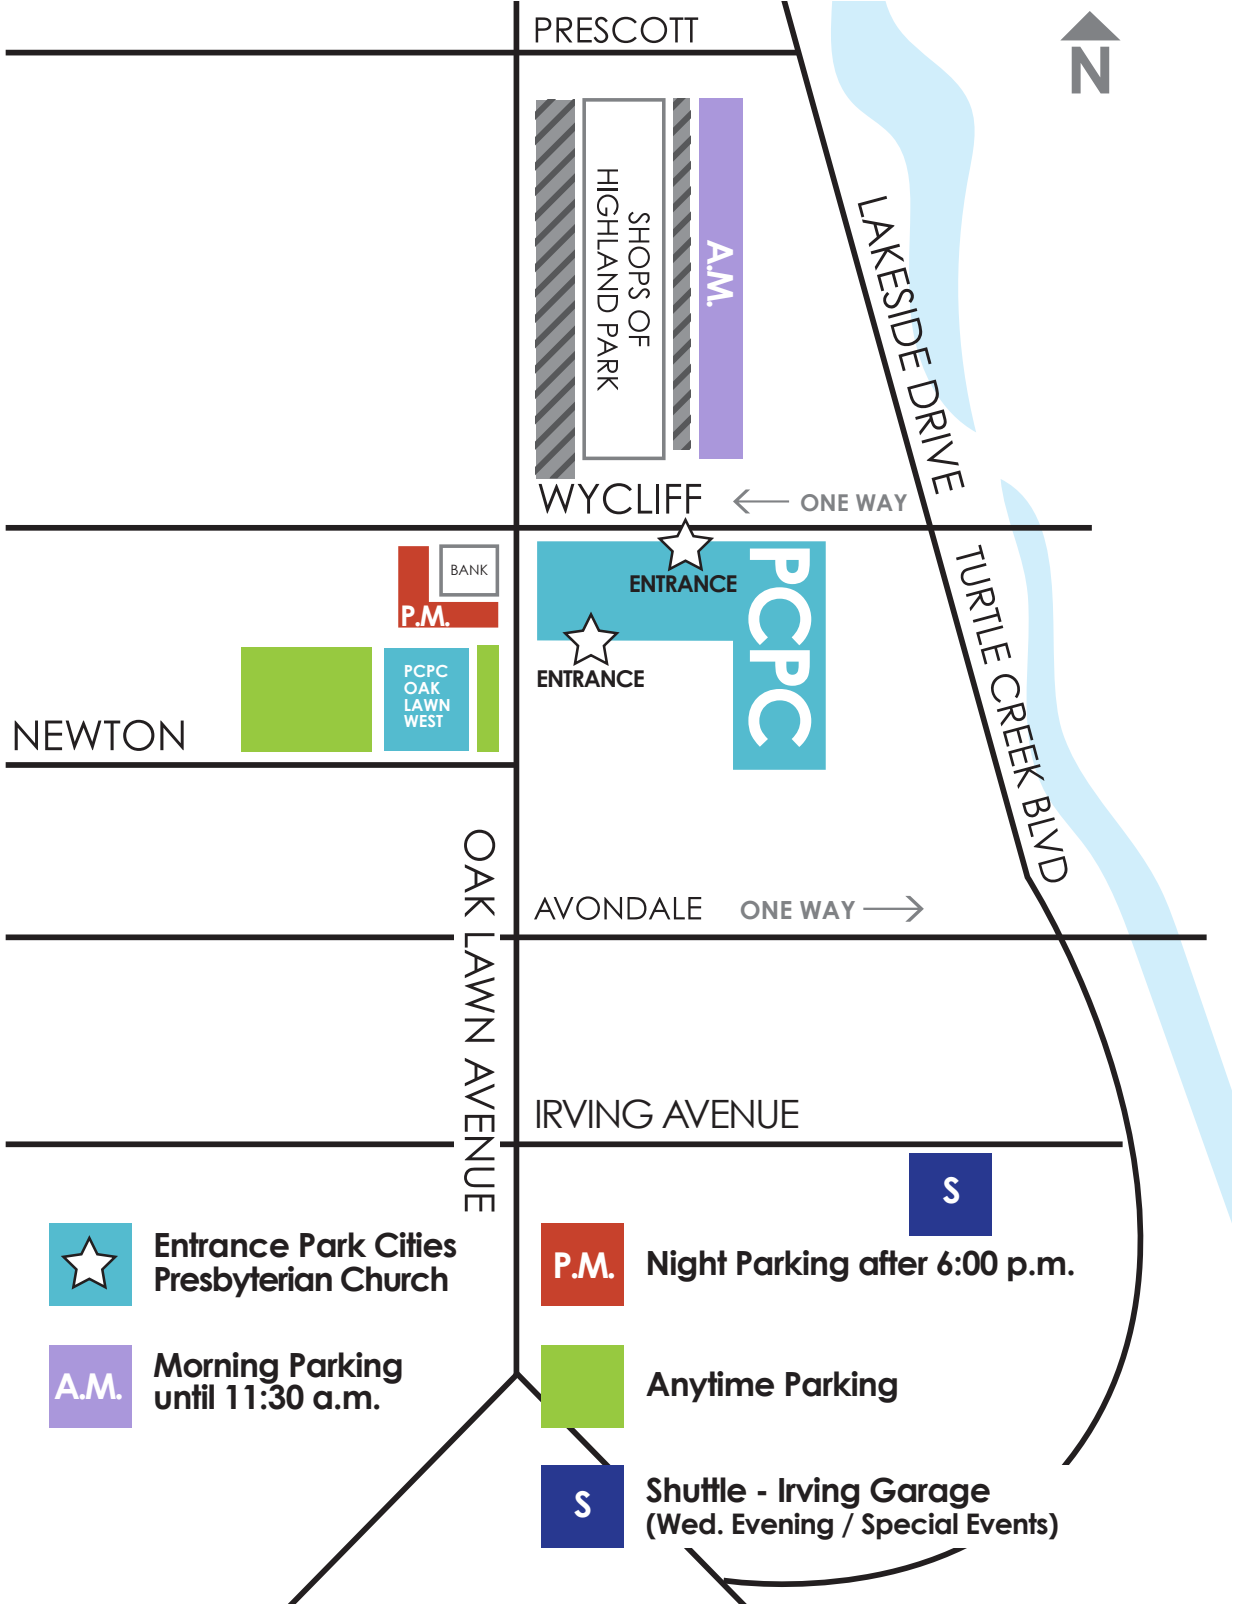 PRESCOTT
N
SHOPS OF
HIGHLAND PARK
A.M.
LAKESIDE DRIVE
WYCLIFF
ONE WAY
BANK
P.M.
ENTRANCE
PCPC
ENTRANCE
TURTLE CREEK BLVD
PCPC
OAK
LAWN
WEST
NEWTON
OAK LAWN AVENUE
AVONDALE
ONE WAY
IRVING AVENUE
S
Entrance Park Cities
Presbyterian Church
P.M.
Night Parking after 6:00 p.m.
A.M.
Morning Parking
until 11:30 a.m.
Anytime Parking
S
Shuttle - Irving Garage
(Wed. Evening / Special Events)